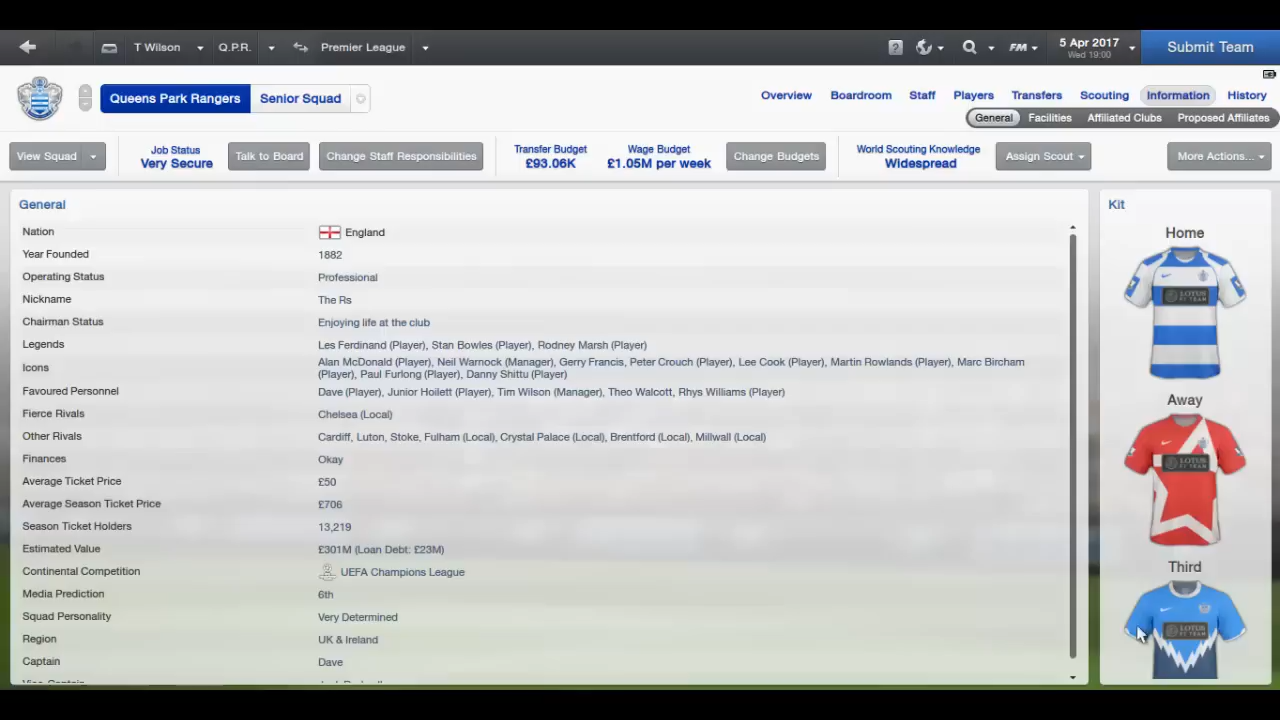 T Wilson Q.P.R. Premier League ? FM 5 Apr 2017 Submit Team
Wed 19:00
Queens Park Rangers Senior Squad Overview Boardroom Staff Players Transfers Scouting Information History
General Facilities Affiliated Clubs Proposed Affiliates
View Squad Job Status Talk to Board Change Staff Responsibilities Transfer Budget Wage Budget Change Budgets World Scouting Knowledge Assign Scout More Actions...
Very Secure £93.06K £1.05M per week Widespread
General
Nation England
Year Founded 1882
Operating Status Professional
Nickname The Rs
Chairman Status Enjoying life at the club
Legends Les Ferdinand (Player), Stan Bowles (Player), Rodney Marsh (Player)
Icons Alan McDonald (Player), Neil Warnock (Manager), Gerry Francis, Peter Crouch (Player), Lee Cook (Player), Martin Rowlands (Player), Marc Bircham
(Player), Paul Furlong (Player), Danny Shittu (Player)
Favoured Personnel Dave (Player), Junior Hoilett (Player), Tim Wilson (Manager), Theo Walcott, Rhys Williams (Player)
Fierce Rivals Chelsea (Local)
Other Rivals Cardiff, Luton, Stoke, Fulham (Local), Crystal Palace (Local), Brentford (Local), Millwall (Local)
Finances Okay
Average Ticket Price £50
Average Season Ticket Price £706
Season Ticket Holders 13,219
Estimated Value £301M (Loan Debt: £23M)
Continental Competition UEFA Champions League
Media Prediction 6th
Squad Personality Very Determined
Region UK & Ireland
Captain Dave
Kit
Home
LOTUS
F1 TEAM
Away
LOTUS
F1 TEAM
Third
LOTUS
F1 TEAM